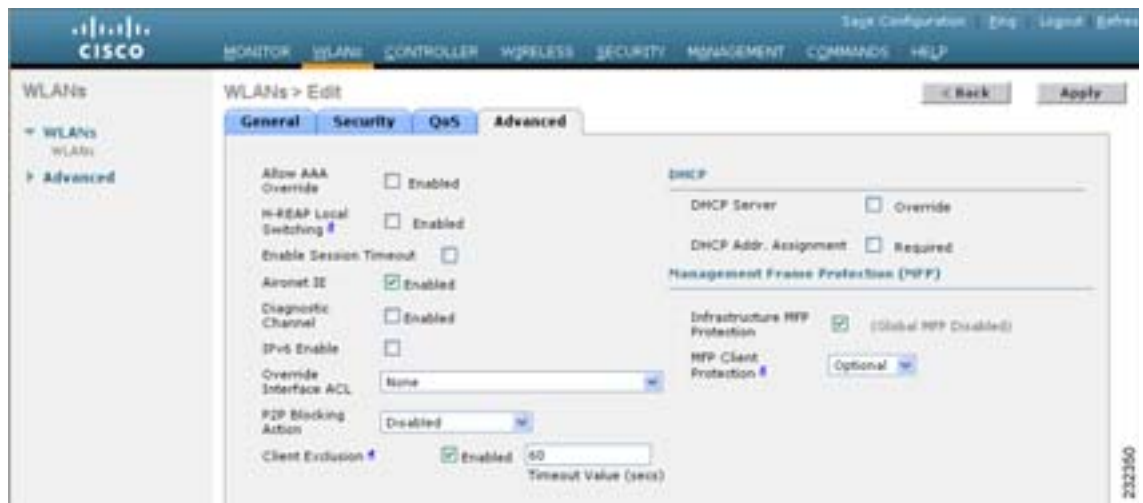 Save Configuration Ping Logout Refresh
CISCO
MONITOR WLANs CONTROLLER WIRELESS SECURITY MANAGEMENT COMMANDS HELP
WLANs
WLANs
WLANs
Advanced
WLANs > Edit
< Back
Apply
General Security QoS Advanced
Allow AAA Override Enabled
H-REAP Local Switching Enabled
Enable Session Timeout
Aironet IE Enabled
Diagnostic Channel Enabled
IPv6 Enable
Override Interface ACL None
P2P Blocking Action Disabled
Client Exclusion Enabled 60
Timeout Value (secs)
DHCP
DHCP Server Override
DHCP Addr. Assignment Required
Management Frame Protection (MFP)
Infrastructure MFP Protection (Global MFP Disabled)
MFP Client Protection Optional
232350